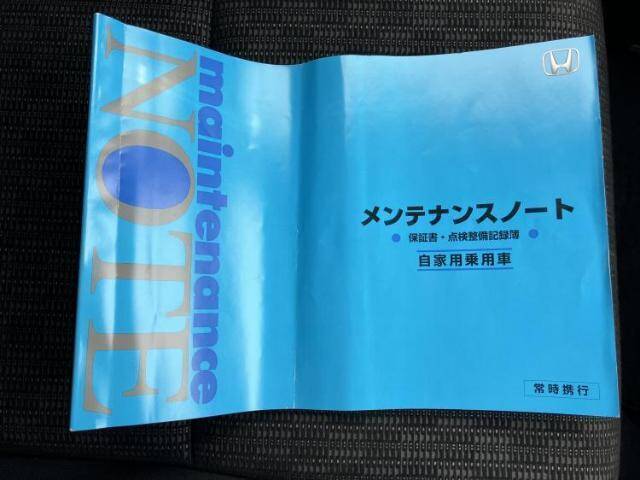 maintenance
NOTE
メンテナンスノート
保証書・点検整備記録簿
自家用乗用車
常時携行